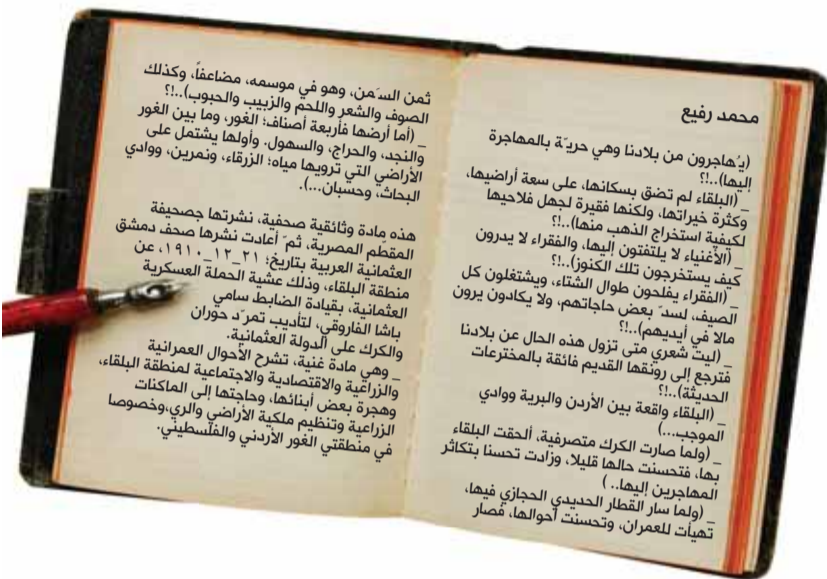 محمد رفيع
(يُهاجرون من بلادنا وهي حريّة بالمهاجرة
إليها)..!؟
_ (البلقاء لم تضق بسكانها، على سعة أراضيها،
وكثرة خيراتها، ولكنها فقيرة لجهل فلاحيها
لكيفية استخراج الذهب منها)..!؟
_ (الأغنياء لا يلتفتون إليها، والفقراء لا يدرون
كيف يستخرجون تلك الكنوز)..!؟
_ (الفقراء يفلحون طوال الشتاء، ويشتغلون كل
الصيف، لسدّ بعض حاجاتهم، ولا يكادون يرون
مالا في أيديهم)..!؟
_ (ليت شعري متى تزول هذه الحال عن بلادنا
فترجع إلى رونقها القديم فائقة بالمخترعات
الحديثة)..!؟
_ (البلقاء واقعة بين الأردن والبرية ووادي
الموجب...)
_ (ولما صارت الكرك متصرفية، ألحقت البلقاء
بها، فتحسنت حالها قليلا، وزادت تحسنا بتكاثر
المهاجرين إليها.. )
_ (ولما سار القطار الحديدي الحجازي فيها،
تهيأت للعمران، وتحسنت أحوالها، فصار
ثمن السَمن، وهو في موسمه، مضاعفاً، وكذلك
الصوف والشعر واللحم والزبيب والحبوب)..!؟
_ (أما أرضها فأربعة أصناف؛ الغور، وما بين الغور
والنجد، والحراج، والسهول. وأولها يشتمل على
الأراضي التي ترويها مياه؛ الزرقاء، ونمرين، ووادي
البحاث، وحسبان...).
هذه مادة وثائقية صحفية، نشرتها جصحيفة
المقطّم المصرية، ثمّ أعادت نشرها صحف دمشق
العثمانية العربية بتاريخ؛ ٢١_١٢_١٩١٠، عن
منطقة البلقاء، وذلك عشية الحملة العسكرية
العثمانية، بقيادة الضابط سامي
باشا الفاروقي، لتأديب تمرّد حوران
والكرك على الدولة العثمانية.
_ وهي مادة غنية، تشرح الأحوال العمرانية
والزراعية والاقتصادية والاجتماعية لمنطقة البلقاء،
وهجرة بعض أبنائها، وحاجتها إلى الماكنات
الزراعية وتنظيم ملكية الأراضي والري،وخصوصا
في منطقتي الغور الأردني والفلسطيني.